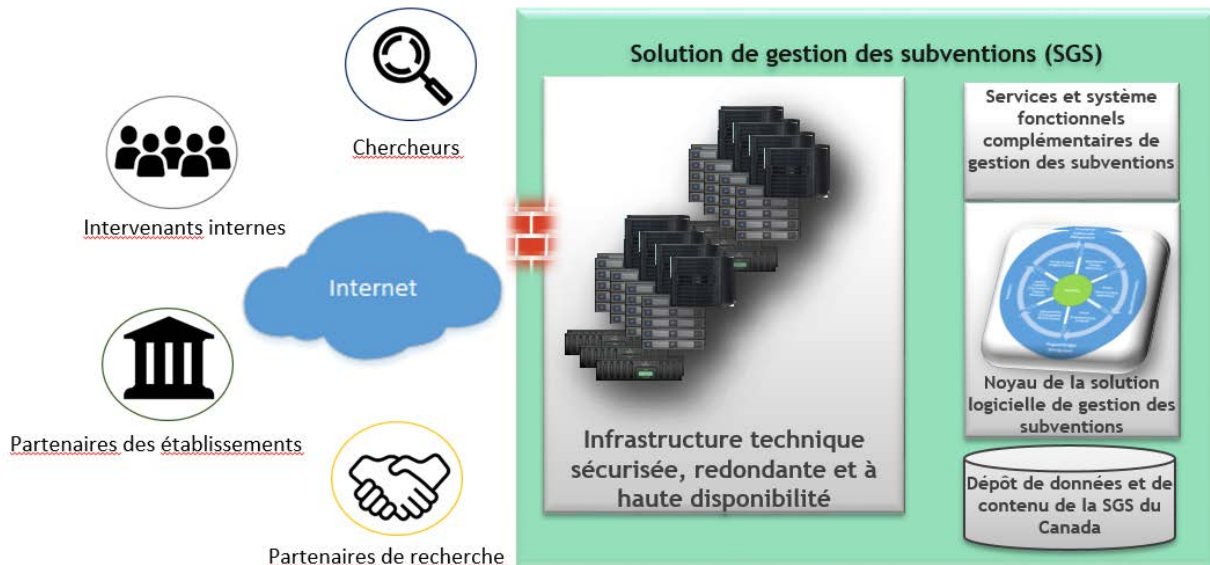 Chercheurs
Intervenants internes
Internet
Partenaires des établissements
Partenaires de recherche
Solution de gestion des subventions (SGS)
Infrastructure technique
sécurisée, redondante et à
haute disponibilité
Services et système
fonctionnels
complémentaires de
gestion des subventions
Noyau de la solution
logicielle de gestion des
subventions
Dépôt de données et de
contenu de la SGS du
Canada